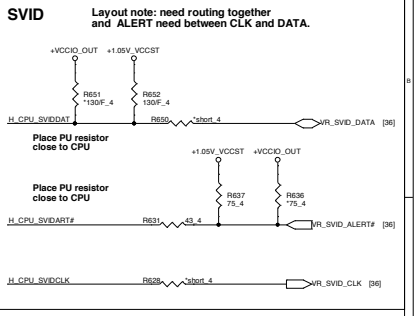 SVID
Layout note: need routing together
and ALERT need between CLK and DATA.
+VCCIO_OUT
+1.05V_VCCST
R651
*130/F_4
R652
130/F_4
H_CPU_SVIDDAT
R650
*short_4
VR_SVID_DATA [36]
Place PU resistor
close to CPU
B
+1.05V_VCCST
+VCCIO_OUT
Place PU resistor
close to CPU
R637
75_4
R636
*75_4
H_CPU_SVIDART#
R631
43_4
VR_SVID_ALERT# [36]
H_CPU_SVIDCLK
R628
*short_4
VR_SVID_CLK [36]